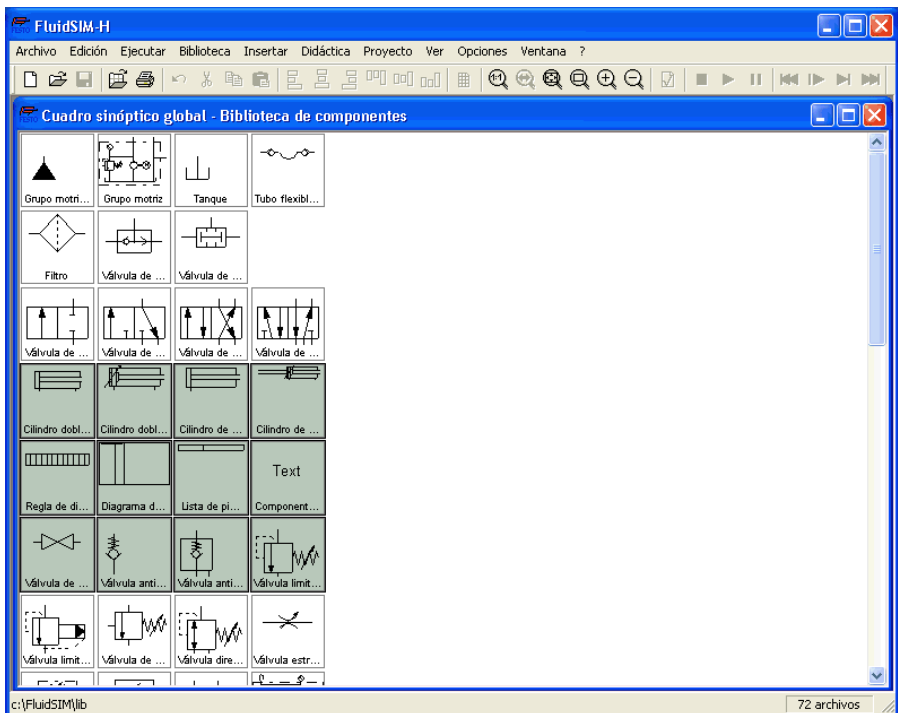 FluidSIM-H
Archivo Edición Ejecutar Biblioteca Insertar Didáctica Proyecto Ver Opciones Ventana ?
Cuadro sinóptico global - Biblioteca de componentes
Grupo motri... Grupo motriz Tanque Tubo flexibl...
Filtro Válvula de ... Válvula de ...
Válvula de ... Válvula de ... Válvula de ... Válvula de ...
Cilindro dobl... Cilindro dobl... Cilindro de ... Cilindro de ...
Text
Regla de di... Diagrama d... Lista de pi... Component...
Válvula de ... Válvula anti... Válvula anti... Válvula limit...
Válvula limit... Válvula de ... Válvula dire... Válvula estr...
c:\FluidSIM\lib 72 archivos